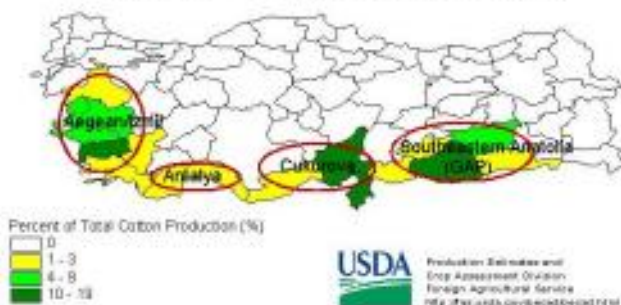 Aegean/Izmir
Antalya
Cukurova
Southeastern Anatolia
(GAP)
Percent of Total Cotton Production (%)
0
1 - 3
4 - 9
10 - 19
USDA
Production Estimates and
Crop Assessment Division
Foreign Agricultural Service